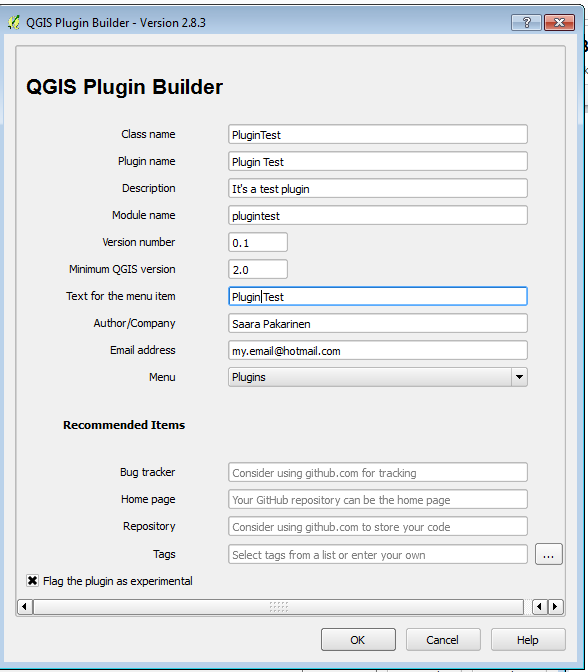 QGIS Plugin Builder - Version 2.8.3
QGIS Plugin Builder
Class name PluginTest
Plugin name Plugin Test
Description It's a test plugin
Module name plugintest
Version number 0.1
Minimum QGIS version 2.0
Text for the menu item Plugin Test
Author/Company Saara Pakarinen
Email address my.email@hotmail.com
Menu Plugins
Recommended Items
Bug tracker Consider using github.com for tracking
Home page Your GitHub repository can be the home page
Repository Consider using github.com to store your code
Tags Select tags from a list or enter your own ...
Flag the plugin as experimental
OK Cancel Help